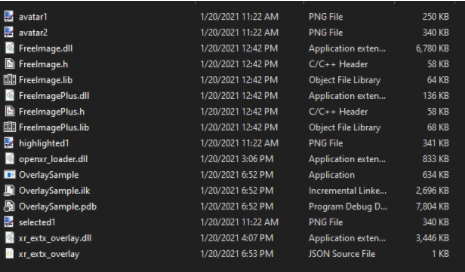 avatar1 1/20/2021 11:22 AM PNG File 250 KB
avatar2 1/20/2021 11:22 AM PNG File 340 KB
FreeImage.dll 1/20/2021 12:42 PM Application exten... 6,780 KB
FreeImage.h 1/20/2021 12:42 PM C/C++ Header 58 KB
FreeImage.lib 1/20/2021 12:42 PM Object File Library 64 KB
FreeImagePlus.dll 1/20/2021 12:42 PM Application exten... 136 KB
FreeImagePlus.h 1/20/2021 12:42 PM C/C++ Header 58 KB
FreeImagePlus.lib 1/20/2021 12:42 PM Object File Library 68 KB
highlighted1 1/20/2021 11:22 AM PNG File 341 KB
openxr_loader.dll 1/20/2021 3:06 PM Application exten... 833 KB
OverlaySample 1/20/2021 6:52 PM Application 634 KB
OverlaySample.ilk 1/20/2021 6:52 PM Incremental Linke... 2,696 KB
OverlaySample.pdb 1/20/2021 6:52 PM Program Debug D... 7,804 KB
selected1 1/20/2021 11:22 AM PNG File 340 KB
xr_extx_overlay.dll 1/20/2021 4:07 PM Application exten... 3,446 KB
xr_extx_overlay 1/20/2021 6:53 PM JSON Source File 1 KB